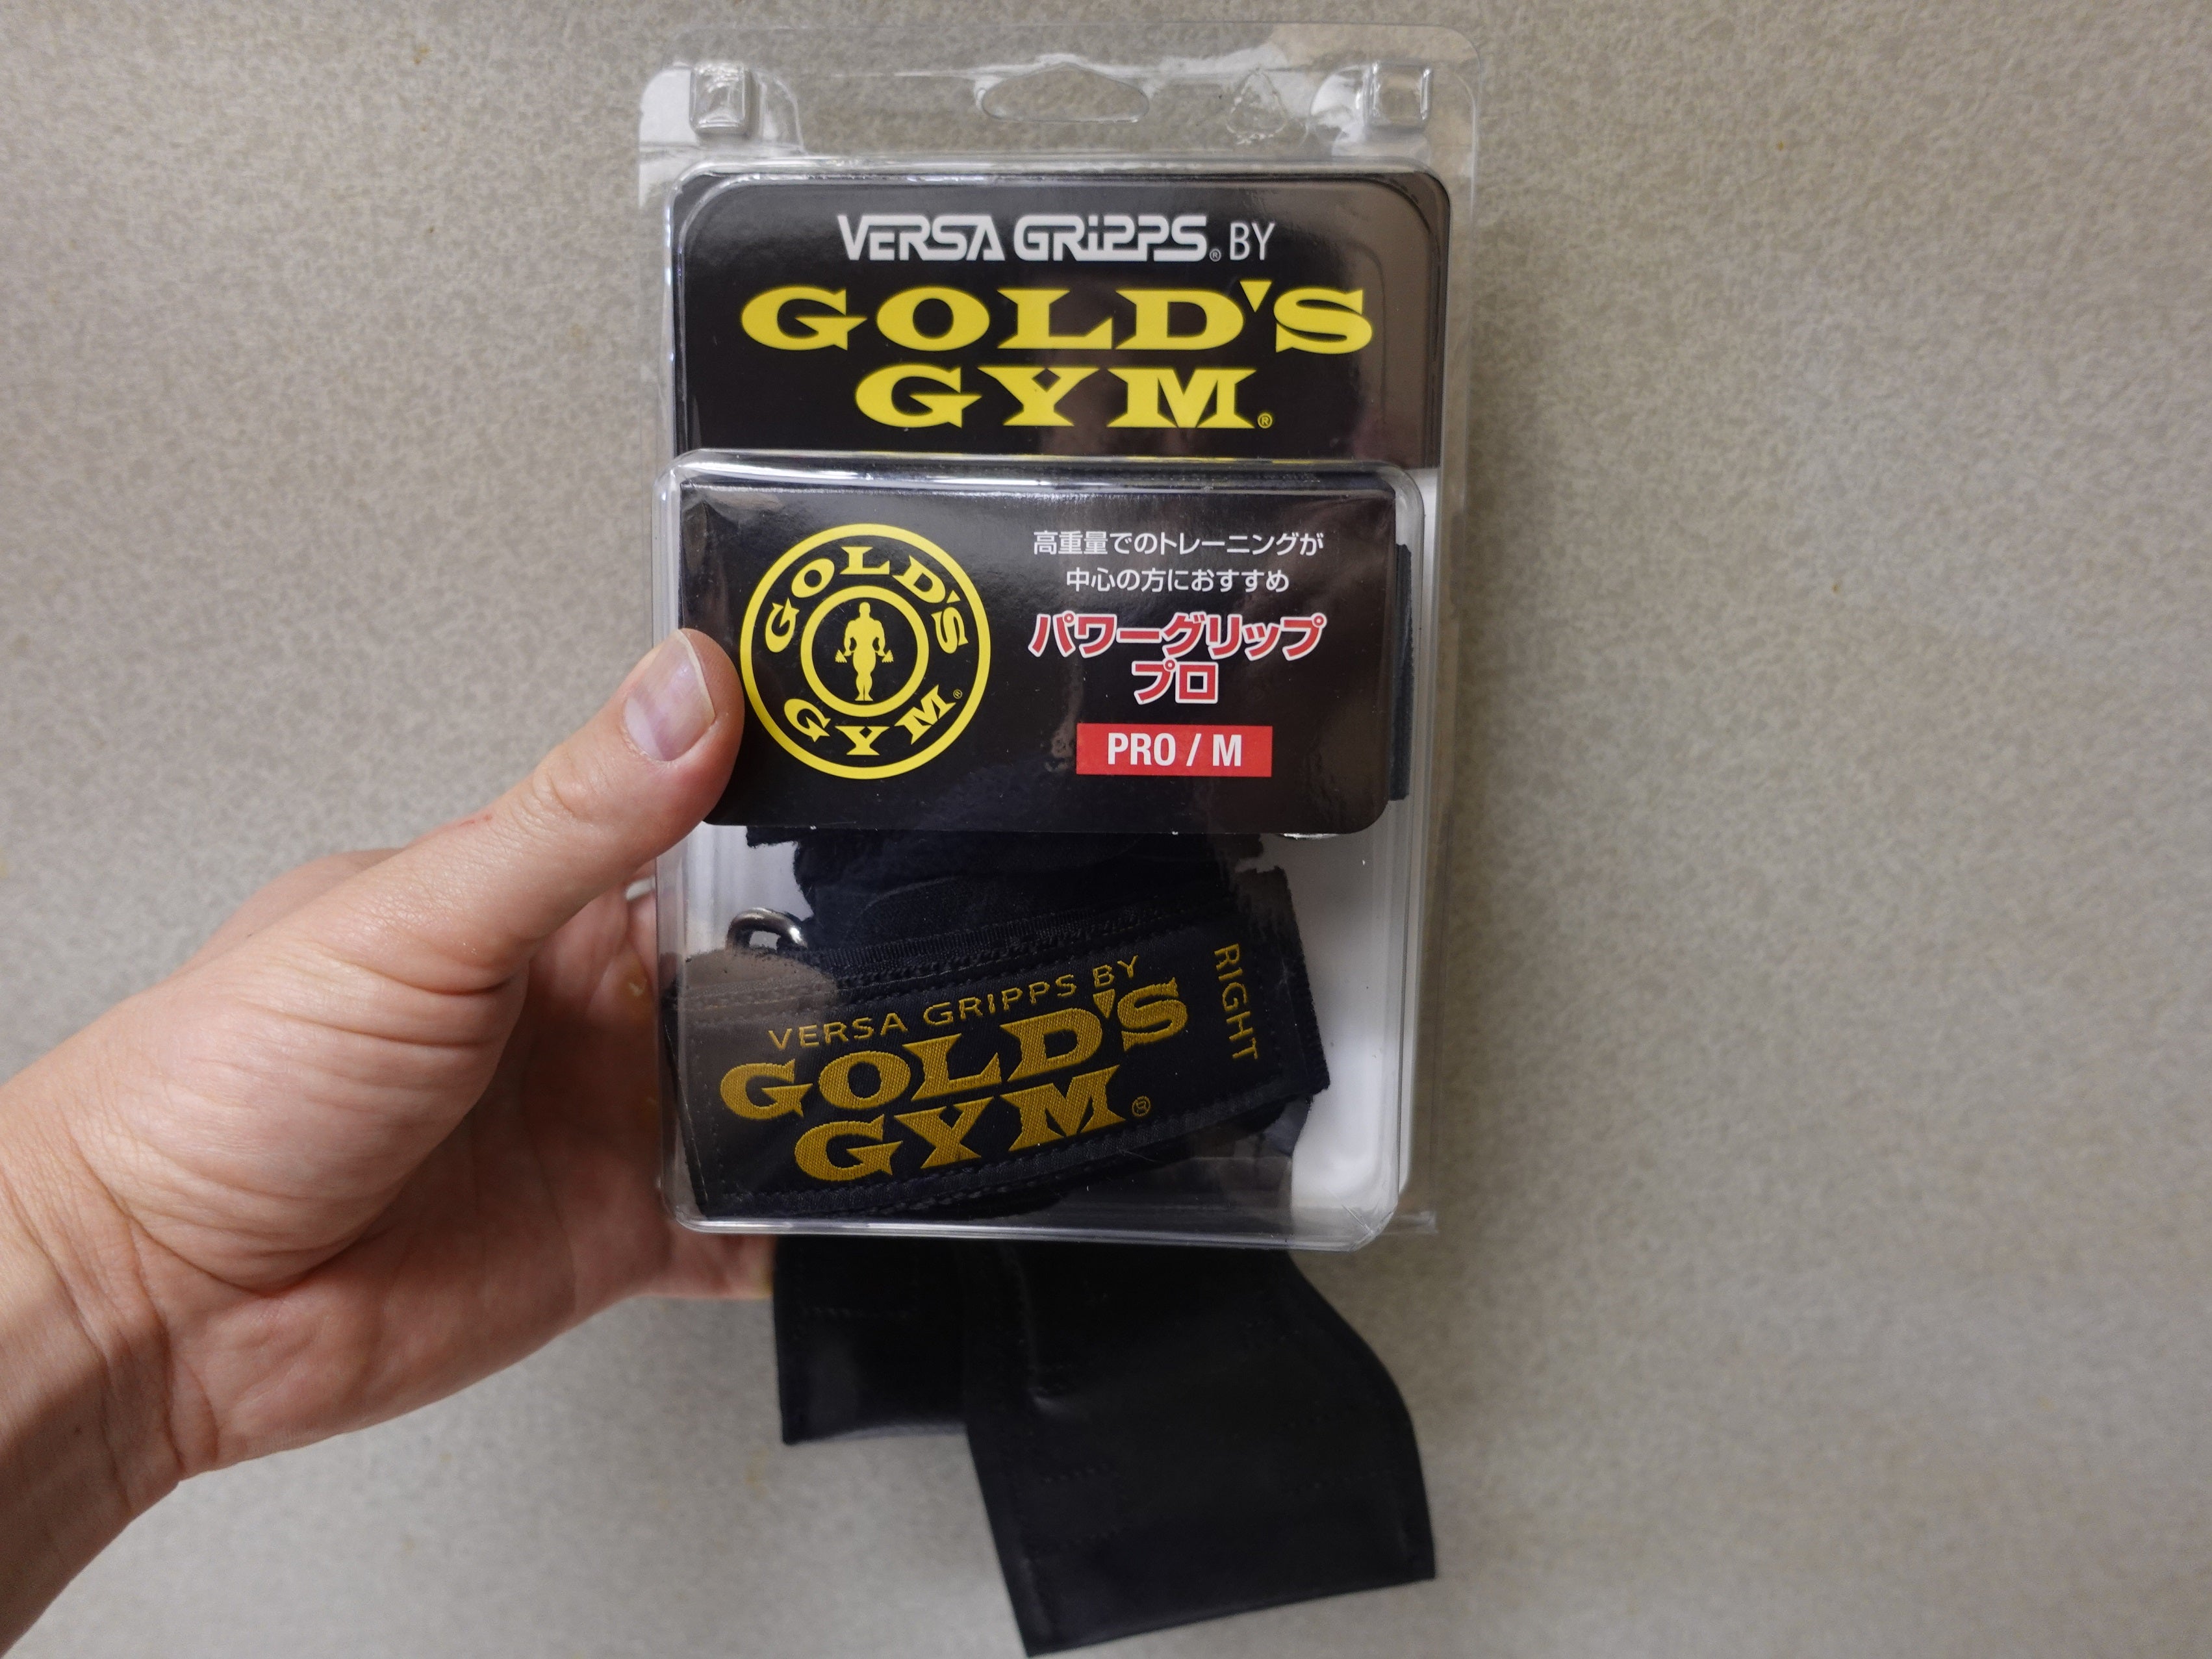 VERSA GRIPPS® BY
GOLD'S
GYM®
GOLD'S
GYM®
高重量でのトレーニングが
中心の方におすすめ
パワーグリップ
プロ
PRO / M
VERSA GRIPPS BY
GOLD'S
GYM®
RIGHT